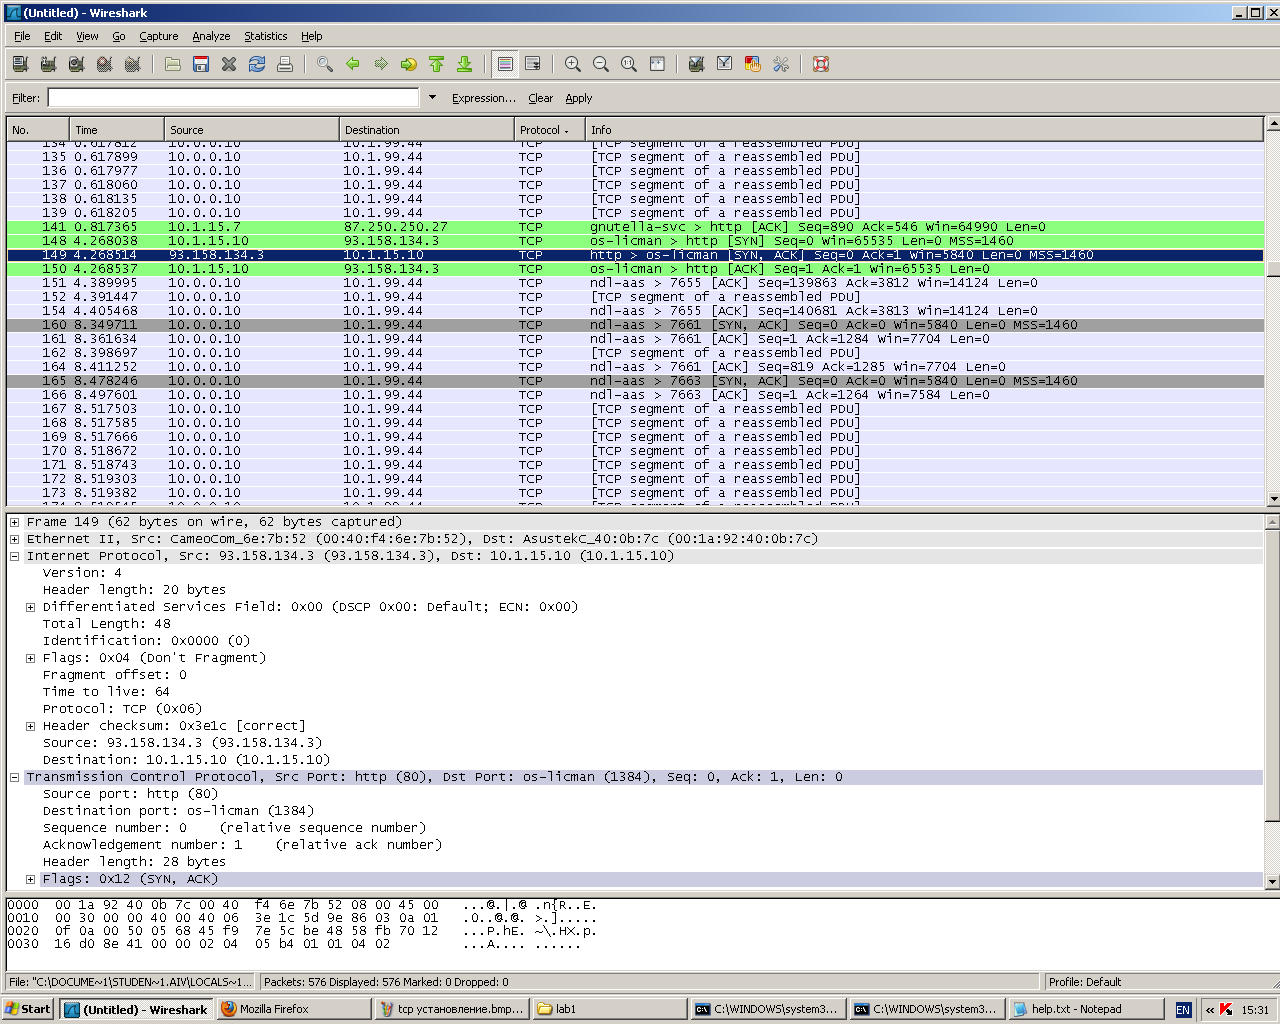 (Untitled) - Wireshark
File Edit View Go Capture Analyze Statistics Help
Filter: Expression... Clear Apply
No. Time Source Destination Protocol Info
134 0.617812 10.0.0.10 10.1.99.44 TCP [TCP segment of a reassembled PDU]
135 0.617899 10.0.0.10 10.1.99.44 TCP [TCP segment of a reassembled PDU]
136 0.617977 10.0.0.10 10.1.99.44 TCP [TCP segment of a reassembled PDU]
137 0.618060 10.0.0.10 10.1.99.44 TCP [TCP segment of a reassembled PDU]
138 0.618135 10.0.0.10 10.1.99.44 TCP [TCP segment of a reassembled PDU]
139 0.618205 10.0.0.10 10.1.99.44 TCP [TCP segment of a reassembled PDU]
141 0.817365 10.1.15.7 87.250.250.27 TCP gnutella-svc > http [ACK] Seq=890 Ack=546 Win=64990 Len=0
148 4.268038 10.1.15.10 93.158.134.3 TCP os-licman > http [SYN] Seq=0 Win=65535 Len=0 MSS=1460
149 4.268514 93.158.134.3 10.1.15.10 TCP http > os-licman [SYN, ACK] Seq=0 Ack=1 Win=5840 Len=0 MSS=1460
150 4.268537 10.1.15.10 93.158.134.3 TCP os-licman > http [ACK] Seq=1 Ack=1 Win=65535 Len=0
151 4.389995 10.0.0.10 10.1.99.44 TCP ndl-aas > 7655 [ACK] Seq=139863 Ack=3812 Win=14124 Len=0
152 4.391447 10.0.0.10 10.1.99.44 TCP [TCP segment of a reassembled PDU]
154 4.405468 10.0.0.10 10.1.99.44 TCP ndl-aas > 7655 [ACK] Seq=140681 Ack=3813 Win=14124 Len=0
160 8.349711 10.0.0.10 10.1.99.44 TCP ndl-aas > 7661 [SYN, ACK] Seq=0 Ack=0 Win=5840 Len=0 MSS=1460
161 8.361634 10.0.0.10 10.1.99.44 TCP ndl-aas > 7661 [ACK] Seq=1 Ack=1284 Win=7704 Len=0
162 8.398697 10.0.0.10 10.1.99.44 TCP [TCP segment of a reassembled PDU]
164 8.411252 10.0.0.10 10.1.99.44 TCP ndl-aas > 7661 [ACK] Seq=819 Ack=1285 Win=7704 Len=0
165 8.478246 10.0.0.10 10.1.99.44 TCP ndl-aas > 7663 [SYN, ACK] Seq=0 Ack=0 Win=5840 Len=0 MSS=1460
166 8.497601 10.0.0.10 10.1.99.44 TCP ndl-aas > 7663 [ACK] Seq=1 Ack=1264 Win=7584 Len=0
167 8.517503 10.0.0.10 10.1.99.44 TCP [TCP segment of a reassembled PDU]
168 8.517585 10.0.0.10 10.1.99.44 TCP [TCP segment of a reassembled PDU]
169 8.517666 10.0.0.10 10.1.99.44 TCP [TCP segment of a reassembled PDU]
170 8.518672 10.0.0.10 10.1.99.44 TCP [TCP segment of a reassembled PDU]
171 8.518743 10.0.0.10 10.1.99.44 TCP [TCP segment of a reassembled PDU]
172 8.519303 10.0.0.10 10.1.99.44 TCP [TCP segment of a reassembled PDU]
173 8.519382 10.0.0.10 10.1.99.44 TCP [TCP segment of a reassembled PDU]
Frame 149 (62 bytes on wire, 62 bytes captured)
Ethernet II, Src: CameoCom_6e:7b:52 (00:40:f4:6e:7b:52), Dst: AsustekC_40:0b:7c (00:1a:92:40:0b:7c)
Internet Protocol, Src: 93.158.134.3 (93.158.134.3), Dst: 10.1.15.10 (10.1.15.10)
Version: 4
Header length: 20 bytes
Differentiated Services Field: 0x00 (DSCP 0x00: Default; ECN: 0x00)
Total Length: 48
Identification: 0x0000 (0)
Flags: 0x04 (Don't Fragment)
Fragment offset: 0
Time to live: 64
Protocol: TCP (0x06)
Header checksum: 0x3e1c [correct]
Source: 93.158.134.3 (93.158.134.3)
Destination: 10.1.15.10 (10.1.15.10)
Transmission Control Protocol, Src Port: http (80), Dst Port: os-licman (1384), Seq: 0, Ack: 1, Len: 0
Source port: http (80)
Destination port: os-licman (1384)
Sequence number: 0 (relative sequence number)
Acknowledgement number: 1 (relative ack number)
Header length: 28 bytes
Flags: 0x12 (SYN, ACK)
0000 00 1a 92 40 0b 7c 00 40 f4 6e 7b 52 08 00 45 00 ...@.|.@ .n{R..E.
0010 00 30 00 00 40 00 40 06 3e 1c 5d 9e 86 03 0a 01 .0..@.@. >.].....
0020 0f 0a 00 50 05 68 45 f9 7e 5c be 48 58 fb 70 12 ...P.hE. ~\.HX.p.
0030 16 d0 8e 41 00 00 02 04 05 b4 01 01 04 02 ...A.... ......
File: "C:\DOCUME~1\STUDEN~1.AIV\LOCALS~1... Packets: 576 Displayed: 576 Marked: 0 Dropped: 0 Profile: Default
Start (Untitled) - Wireshark Mozilla Firefox tcp установление.bmp... lab1 C:\WINDOWS\system3... C:\WINDOWS\system3... help.txt - Notepad EN « 15:31